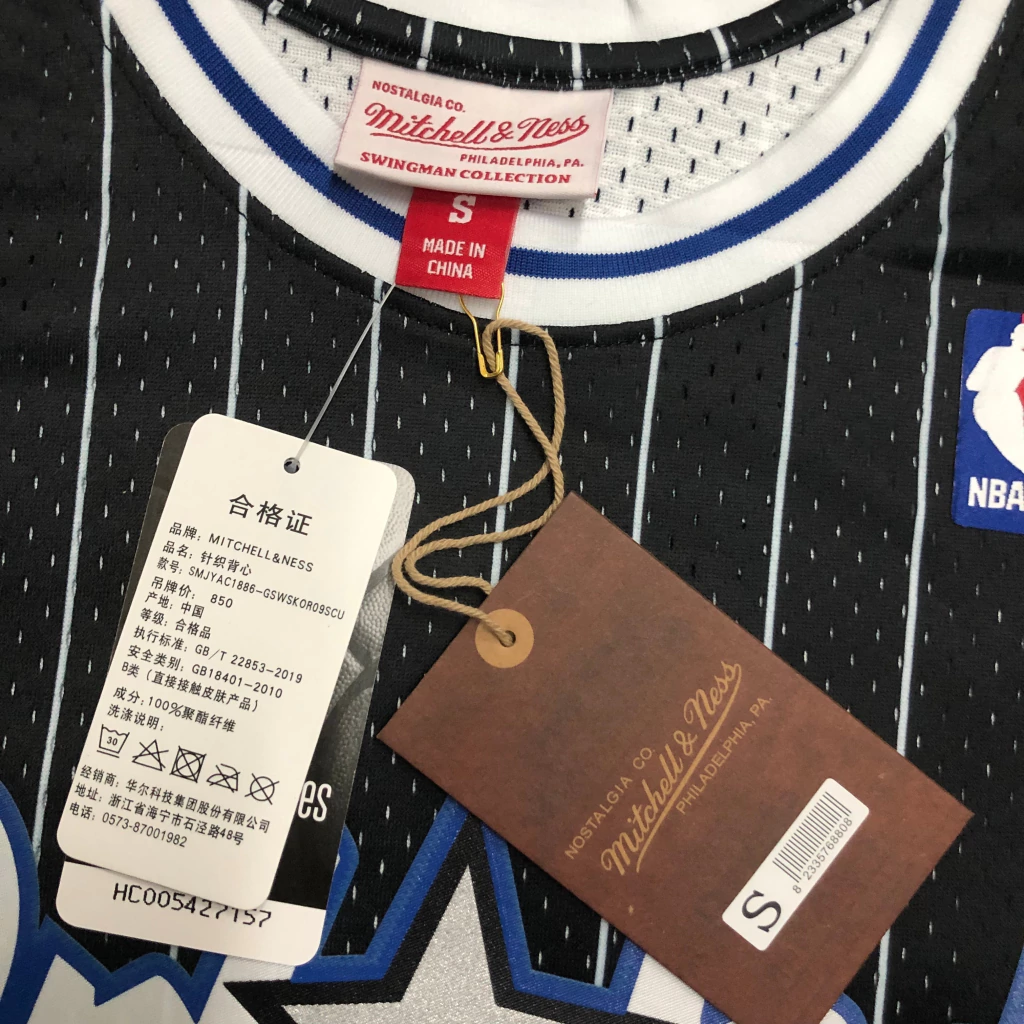 NOSTALGIA CO.
Mitchell & Ness
PHILADELPHIA, PA.
SWINGMAN COLLECTION
S
MADE IN
CHINA
NBA
合格证
品牌: MITCHELL&NESS
品名: 针织背心
款号: SMJYAC1886-GSWSKOR09SCU
吊牌价: 850
产地: 中国
等级: 合格品
执行标准: GB/T 22853-2019
安全类别: GB18401-2010
B类 (直接接触皮肤产品)
成分: 100%聚酯纤维
洗涤说明:
30
经销商: 华尔科技集团股份有限公司
地址: 浙江省海宁市石泾路48号
电话: 0573-87001982
es
HC005427157
NOSTALGIA CO.
Mitchell & Ness
PHILADELPHIA, PA.
S
8 2335768808